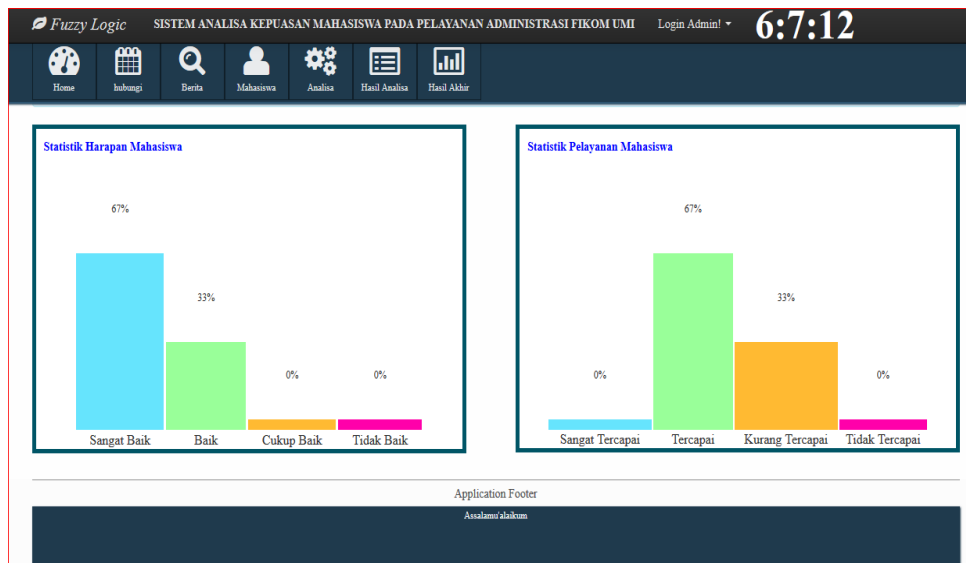 Fuzzy Logic SISTEM ANALISA KEPUASAN MAHASISWA PADA PELAYANAN ADMINISTRASI FIKOM UMI Login Admin! 6:7:12
Home hubungi Berita Mahasiswa Analisa Hasil Analisa Hasil Akhir
Statistik Harapan Mahasiswa
67%
33%
0% 0%
Sangat Baik Baik Cukup Baik Tidak Baik
Statistik Pelayanan Mahasiswa
67%
33%
0% 0%
Sangat Tercapai Tercapai Kurang Tercapai Tidak Tercapai
Application Footer
Assalamu'alaikum